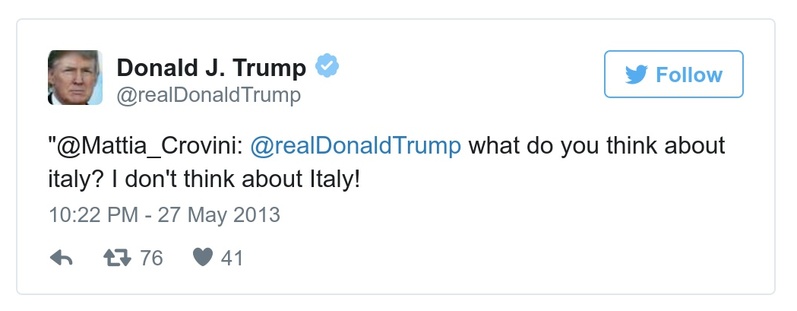 Donald J. Trump
@realDonaldTrump
Follow
"@Mattia_Crovini: @realDonaldTrump what do you think about
italy? I don't think about Italy!
10:22 PM - 27 May 2013
76 41